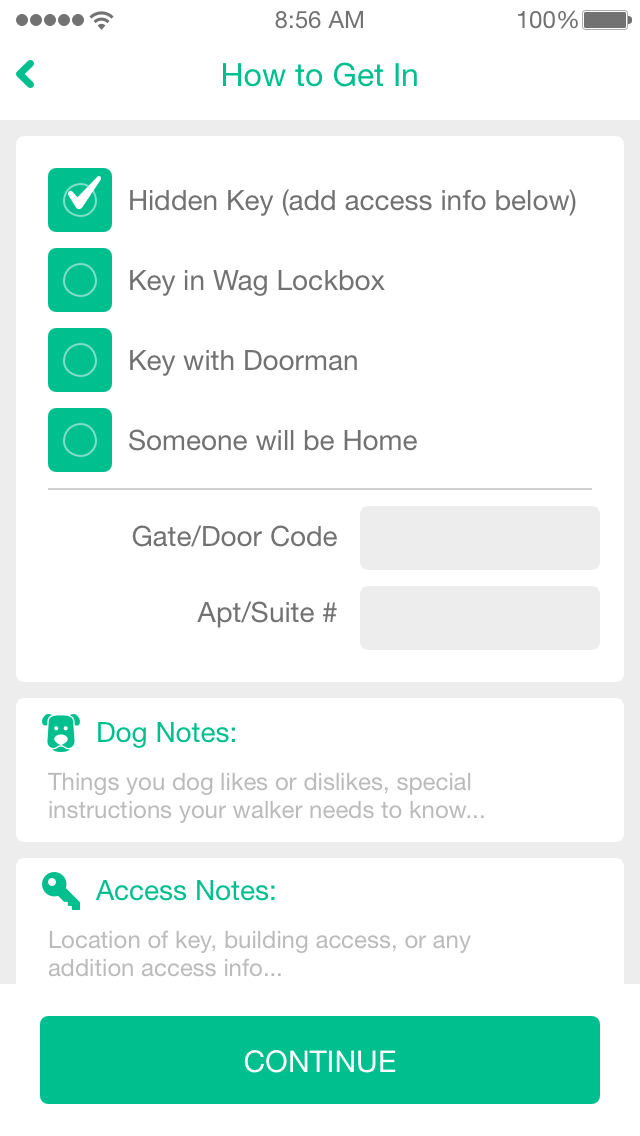 8:56 AM 100%
How to Get In
Hidden Key (add access info below)
Key in Wag Lockbox
Key with Doorman
Someone will be Home
Gate/Door Code
Apt/Suite #
Dog Notes:
Things you dog likes or dislikes, special
instructions your walker needs to know...
Access Notes:
Location of key, building access, or any
addition access info...
CONTINUE